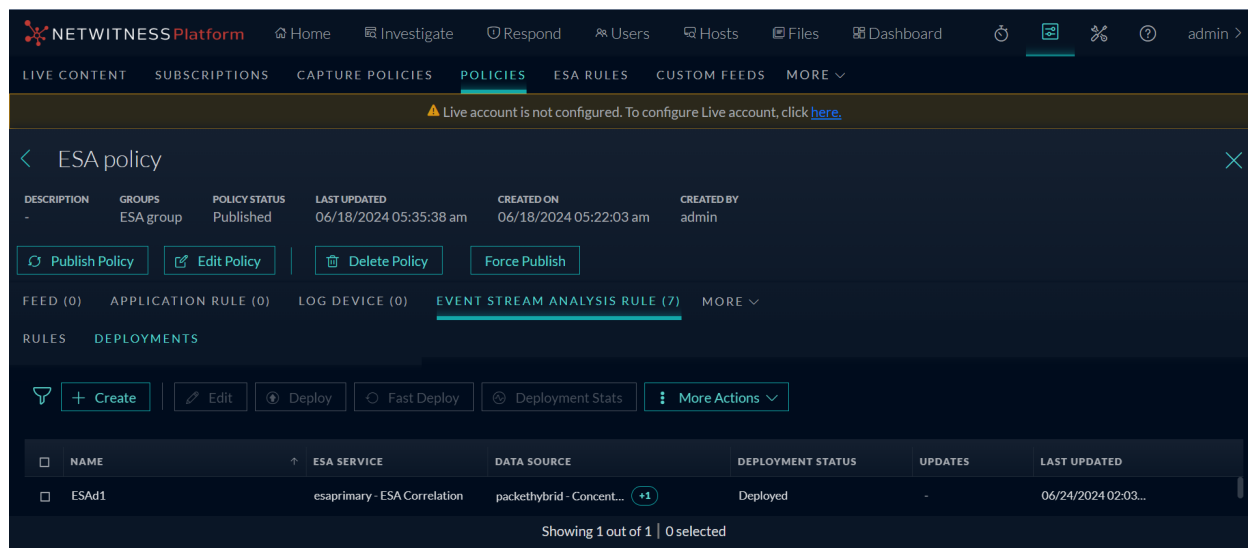 NETWITNESS Platform Home Investigate Respond Users Hosts Files Dashboard admin >
LIVE CONTENT SUBSCRIPTIONS CAPTURE POLICIES POLICIES ESA RULES CUSTOM FEEDS MORE
Live account is not configured. To configure Live account, click here.
ESA policy
DESCRIPTION GROUPS POLICY STATUS LAST UPDATED CREATED ON CREATED BY
- ESA group Published 06/18/2024 05:35:38 am 06/18/2024 05:22:03 am admin
Publish Policy Edit Policy Delete Policy Force Publish
FEED (0) APPLICATION RULE (0) LOG DEVICE (0) EVENT STREAM ANALYSIS RULE (7) MORE
RULES DEPLOYMENTS
+ Create Edit Deploy Fast Deploy Deployment Stats More Actions
NAME ESA SERVICE DATA SOURCE DEPLOYMENT STATUS UPDATES LAST UPDATED
ESAd1 esaprimary - ESA Correlation packethybrid - Concent... +1 Deployed - 06/24/2024 02:03...
Showing 1 out of 1 | 0 selected